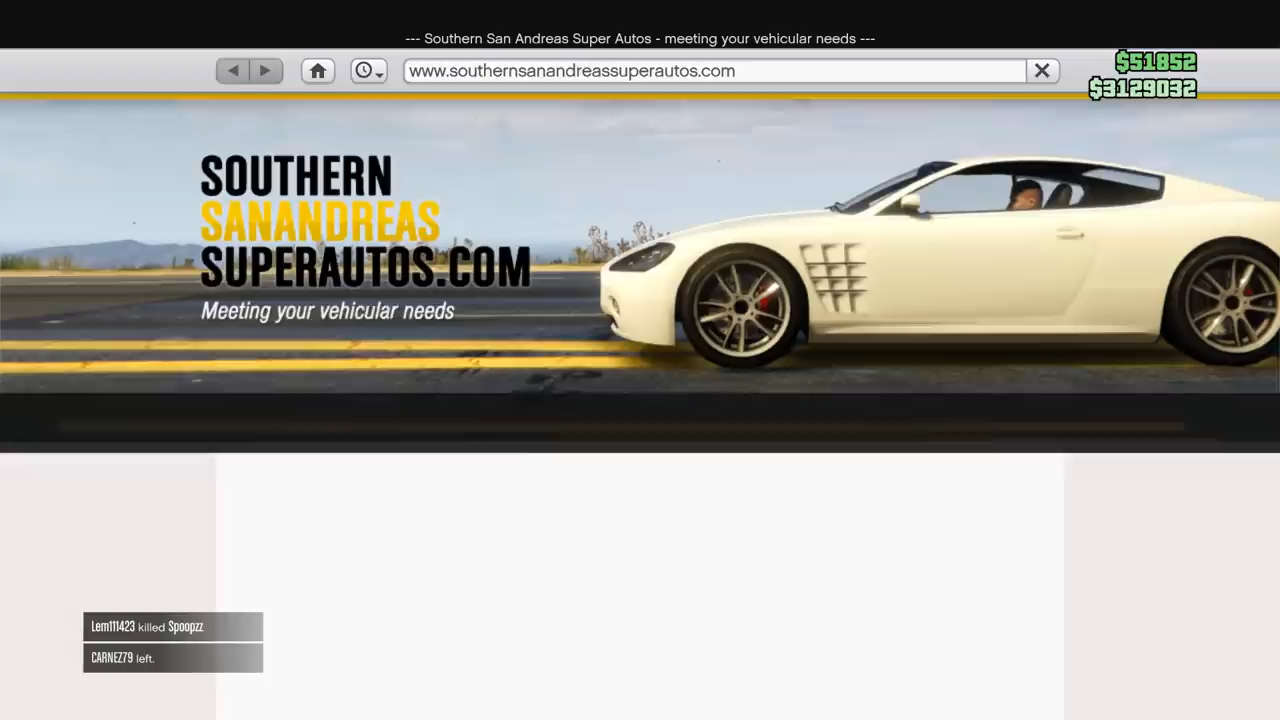 --- Southern San Andreas Super Autos - meeting your vehicular needs ---
www.southernsanandreassuperautos.com
$51852
$3129032
SOUTHERN
SANANDREAS
SUPERAUTOS.COM
Meeting your vehicular needs
Lem111423 killed Spoopzz
CARNEZ79 left.